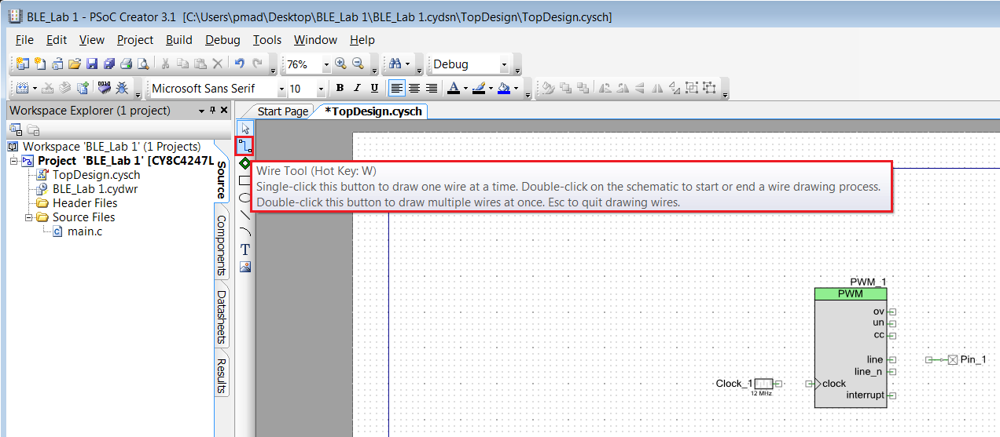 BLE_Lab 1 - PSoC Creator 3.1 [C:\Users\pmad\Desktop\BLE_Lab 1\BLE_Lab 1.cydsn\TopDesign\TopDesign.cysch]
File Edit View Project Build Debug Tools Window Help
76% Debug
Microsoft Sans Serif 10 B I U A
Workspace Explorer (1 project)
Start Page *TopDesign.cysch
Workspace 'BLE_Lab 1' (1 Projects)
Project 'BLE_Lab 1' [CY8C4247L
TopDesign.cysch
BLE_Lab 1.cydwr
Header Files
Source Files
main.c
Source
Components
Datasheets
Results
T
Wire Tool (Hot Key: W)
Single-click this button to draw one wire at a time. Double-click on the schematic to start or end a wire drawing process.
Double-click this button to draw multiple wires at once. Esc to quit drawing wires.
PWM_1
PWM
ov
un
cc
line
line_n
clock
interrupt
Pin_1
Clock_1
12 MHz